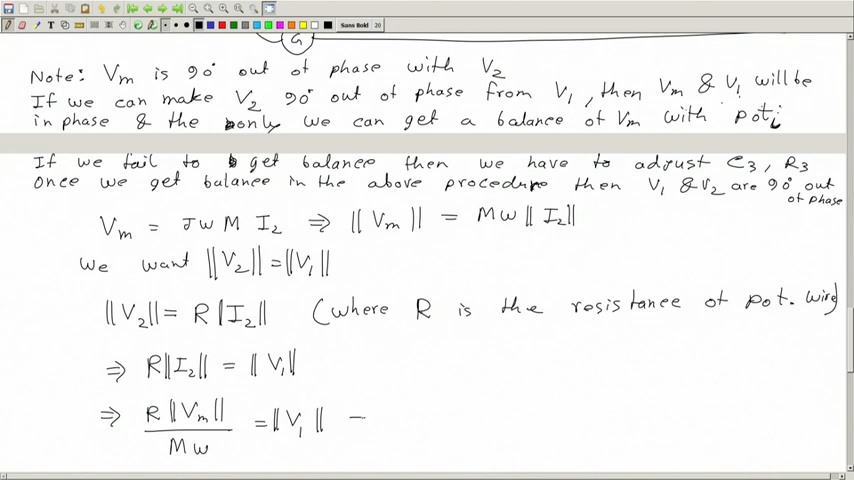 Sans Bold 20
G
Note: Vm is 90° out of phase with V2
If we can make V2 90° out of phase from V1, then Vm & V1 will be
in phase & the only we can get a balance of Vm with pot.
If we fail to get balance then we have to adjust C3, R3
Once we get balance in the above procedure then V1 & V2 are 90° out
of phase
Vm = JωM I2 ⇒ ||Vm|| = Mω||I2||
We want ||V2||=||V1||
||V2||= R||I2|| (where R is the resistance of pot. wire)
⇒ R||I2|| = ||V1||
⇒ R||Vm||/Mω = ||V1|| –